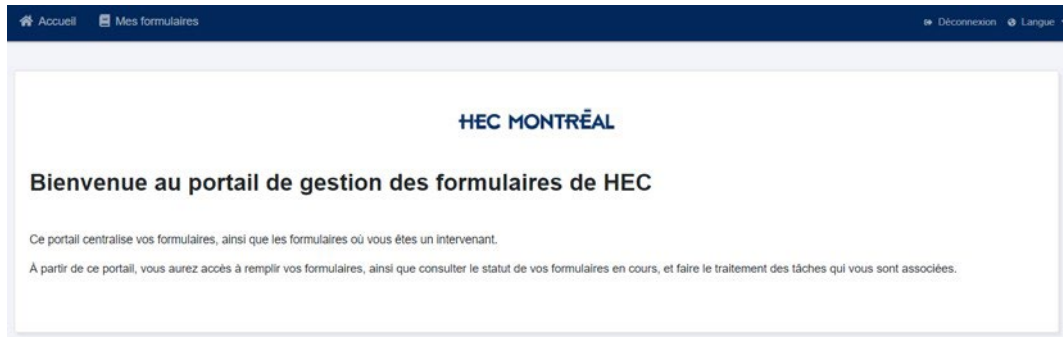 Accueil Mes formulaires Déconnexion Langue
HEC MONTRĒAL
Bienvenue au portail de gestion des formulaires de HEC
Ce portail centralise vos formulaires, ainsi que les formulaires où vous êtes un intervenant.
À partir de ce portail, vous aurez accès à remplir vos formulaires, ainsi que consulter le statut de vos formulaires en cours, et faire le traitement des tâches qui vous sont associées.